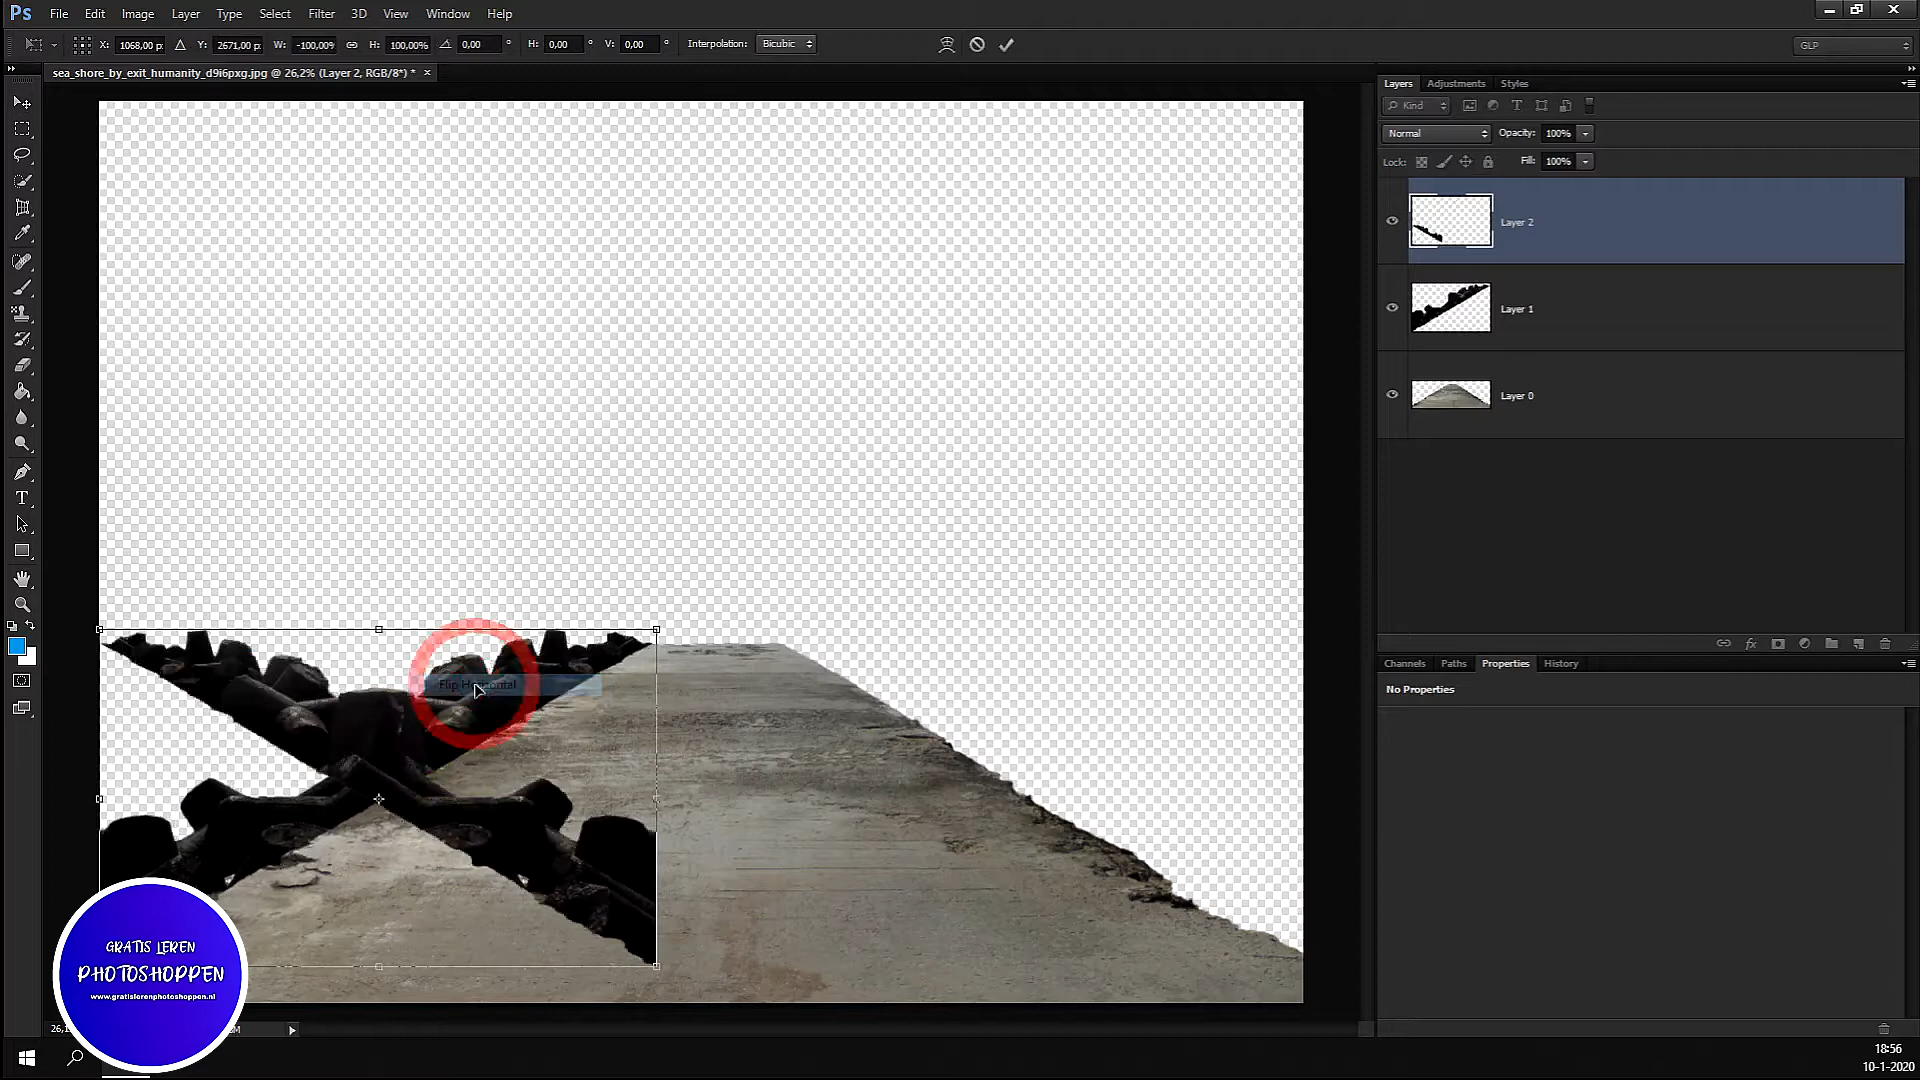 Ps File Edit Image Layer Type Select Filter 3D View Window Help
X: 1068,00 p: Y: 2671,00 p: W: -100,00% H: 100,00% 0,00 ° H: 0,00 ° V: 0,00 ° Interpolation: Bicubic GLP
sea_shore_by_exit_humanity_d9i6pxg.jpg @ 26,2% (Layer 2, RGB/8*) * ×
Layers Adjustments Styles
Kind
Normal Opacity: 100%
Lock: Fill: 100%
Layer 2
Layer 1
Layer 0
Flip Horizontal
Channels Paths Properties History
No Properties
GRATIS LEREN
PHOTOSHOPPEN
www.gratislerenphotoshoppen.nl
18:56
10-1-2020